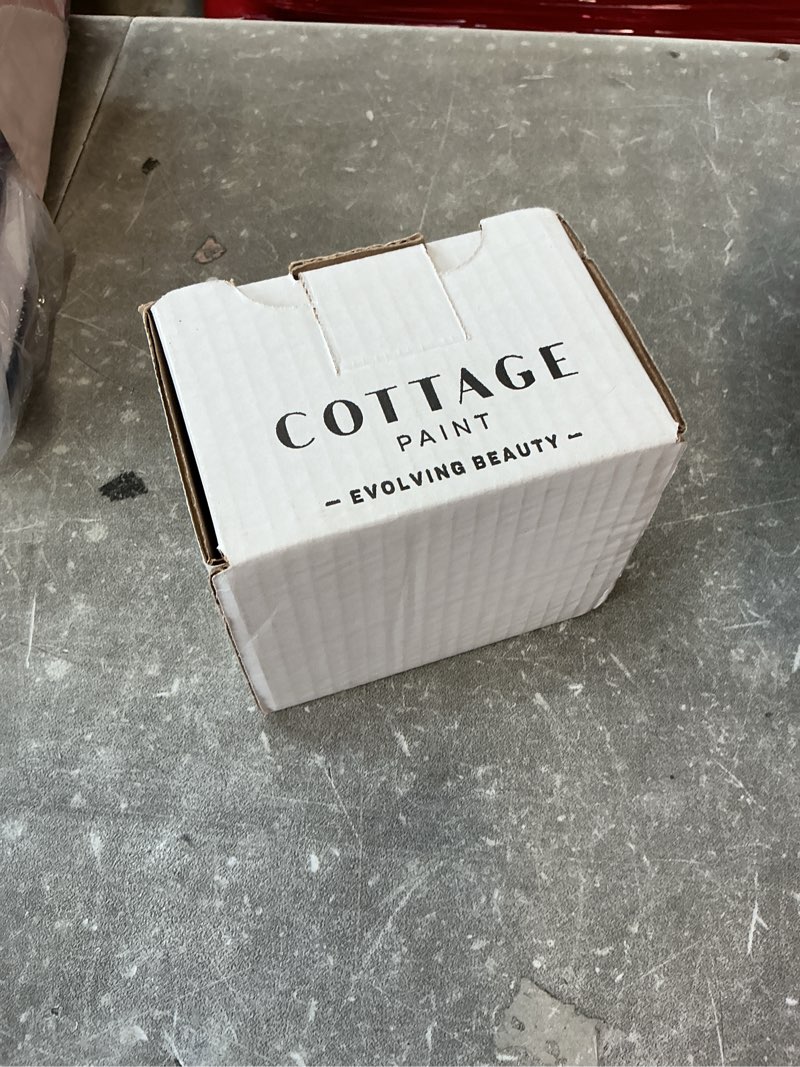 COTTAGE
PAINT
– EVOLVING BEAUTY –